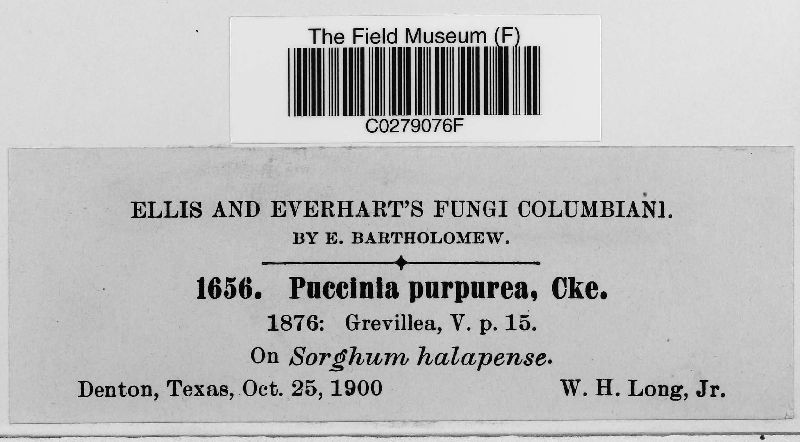 The Field Museum (F)
C0279076F
ELLIS AND EVERHART'S FUNGI COLUMBIANI.
BY E. BARTHOLOMEW.
1656. Puccinia purpurea, Cke.
1876: Grevillea, V. p. 15.
On Sorghum halapense.
Denton, Texas, Oct. 25, 1900 W. H. Long, Jr.